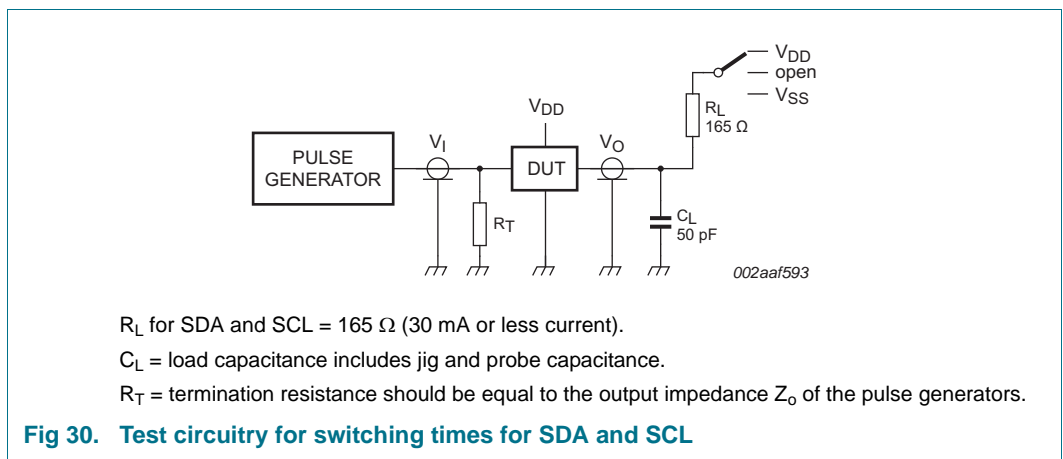 VDD
open
VSS
RL
165 Ω
VDD
VI
VO
PULSE
GENERATOR
DUT
RT
CL
50 pF
002aaf593
RL for SDA and SCL = 165 Ω (30 mA or less current).
CL = load capacitance includes jig and probe capacitance.
RT = termination resistance should be equal to the output impedance Zo of the pulse generators.
Fig 30. Test circuitry for switching times for SDA and SCL